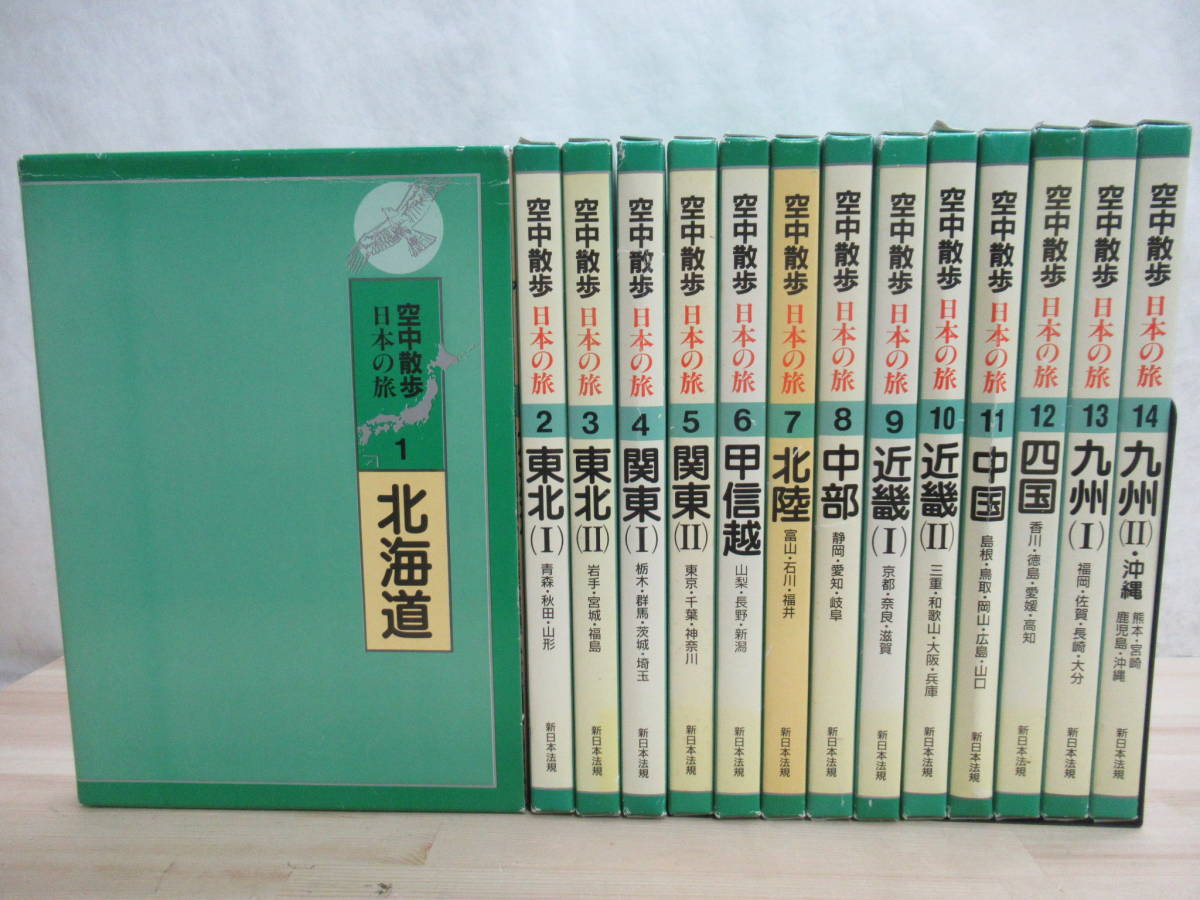 空中散歩
日本の旅
1
北海道
空中散歩 日本の旅
2
東北(I)
青森・秋田・山形
新日本法規
空中散歩 日本の旅
3
東北(II)
岩手・宮城・福島
新日本法規
空中散歩 日本の旅
4
関東(I)
栃木・群馬・茨城・埼玉
新日本法規
空中散歩 日本の旅
5
関東(II)
東京・千葉・神奈川
新日本法規
空中散歩 日本の旅
6
甲信越
山梨・長野・新潟
新日本法規
空中散歩 日本の旅
7
北陸
富山・石川・福井
新日本法規
空中散歩 日本の旅
8
中部
静岡・愛知・岐阜
新日本法規
空中散歩 日本の旅
9
近畿(I)
京都・奈良・滋賀
新日本法規
空中散歩 日本の旅
10
近畿(II)
三重・和歌山・大阪・兵庫
新日本法規
空中散歩 日本の旅
11
中国
島根・鳥取・岡山・広島・山口
新日本法規
空中散歩 日本の旅
12
四国
香川・徳島・愛媛・高知
新日本法規
空中散歩 日本の旅
13
九州(I)
福岡・佐賀・長崎・大分
新日本法規
空中散歩 日本の旅
14
九州(II)・沖縄
熊本・宮崎
鹿児島・沖縄
新日本法規